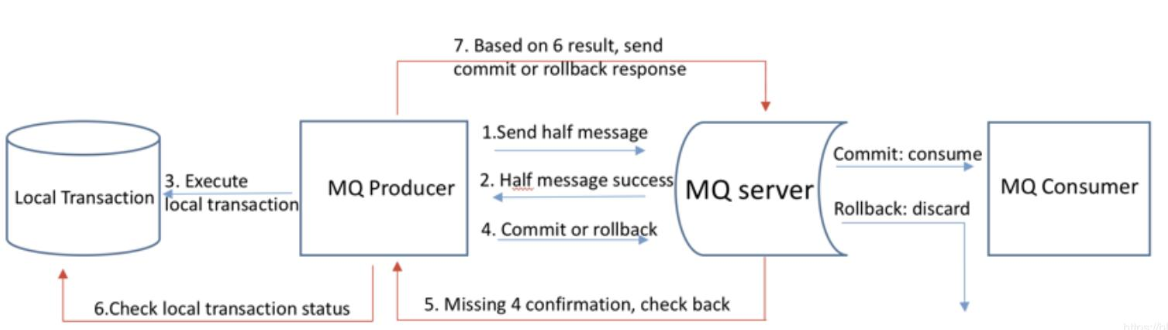 7. Based on 6 result, send
commit or rollback response
1.Send half message
Commit: consume
3. Execute
local transaction
2. Half message success
Local Transaction
MQ Producer
MQ server
MQ Consumer
Rollback: discard
4. Commit or rollback
6.Check local transaction status
5. Missing 4 confirmation, check back